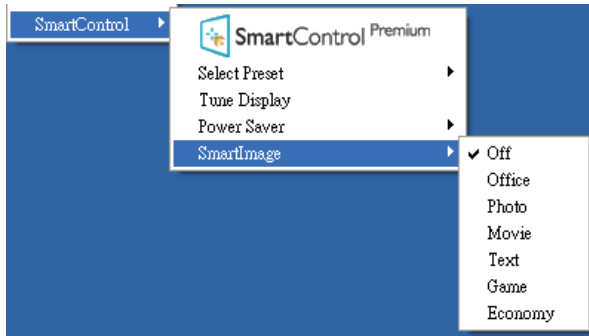 SmartControl
SmartControl Premium
Select Preset
Tune Display
Power Saver
SmartImage
Off
Office
Photo
Movie
Text
Game
Economy